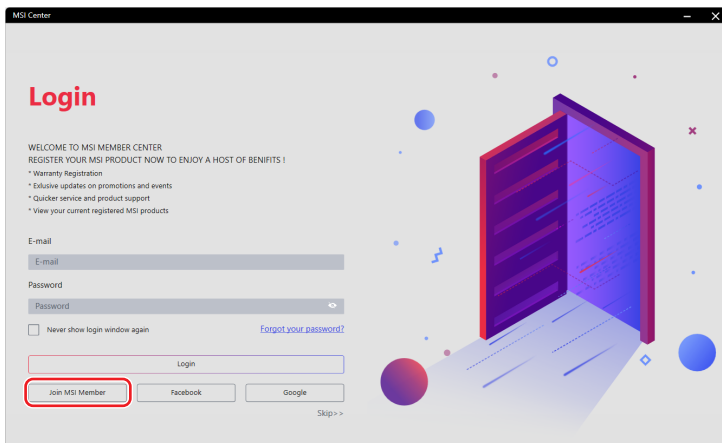 MSI Center
Login
WELCOME TO MSI MEMBER CENTER
REGISTER YOUR MSI PRODUCT NOW TO ENJOY A HOST OF BENIFITS !
* Warranty Registration
* Exlusive updates on promotions and events
* Quicker service and product support
* View your current registered MSI products
E-mail
E-mail
Password
Password
Never show login window again
Forgot your password?
Login
Join MSI Member
Facebook
Google
Skip>>